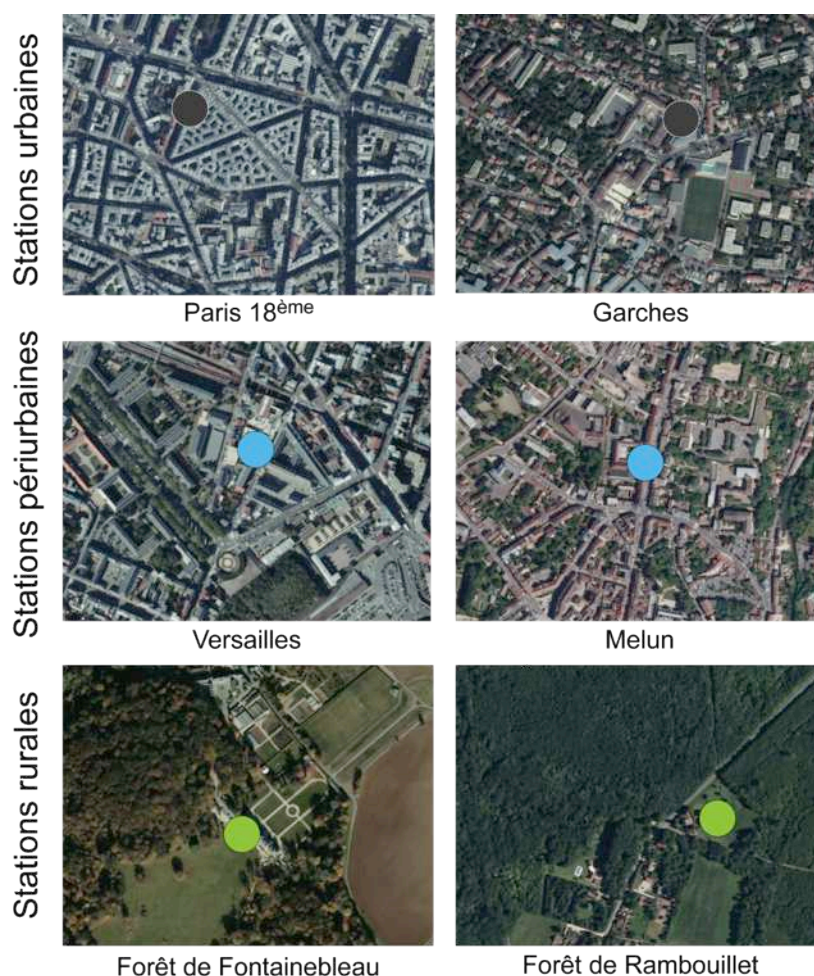 Stations urbaines
Paris 18ème
Garches
Stations périurbaines
Versailles
Melun
Stations rurales
Forêt de Fontainebleau
Forêt de Rambouillet